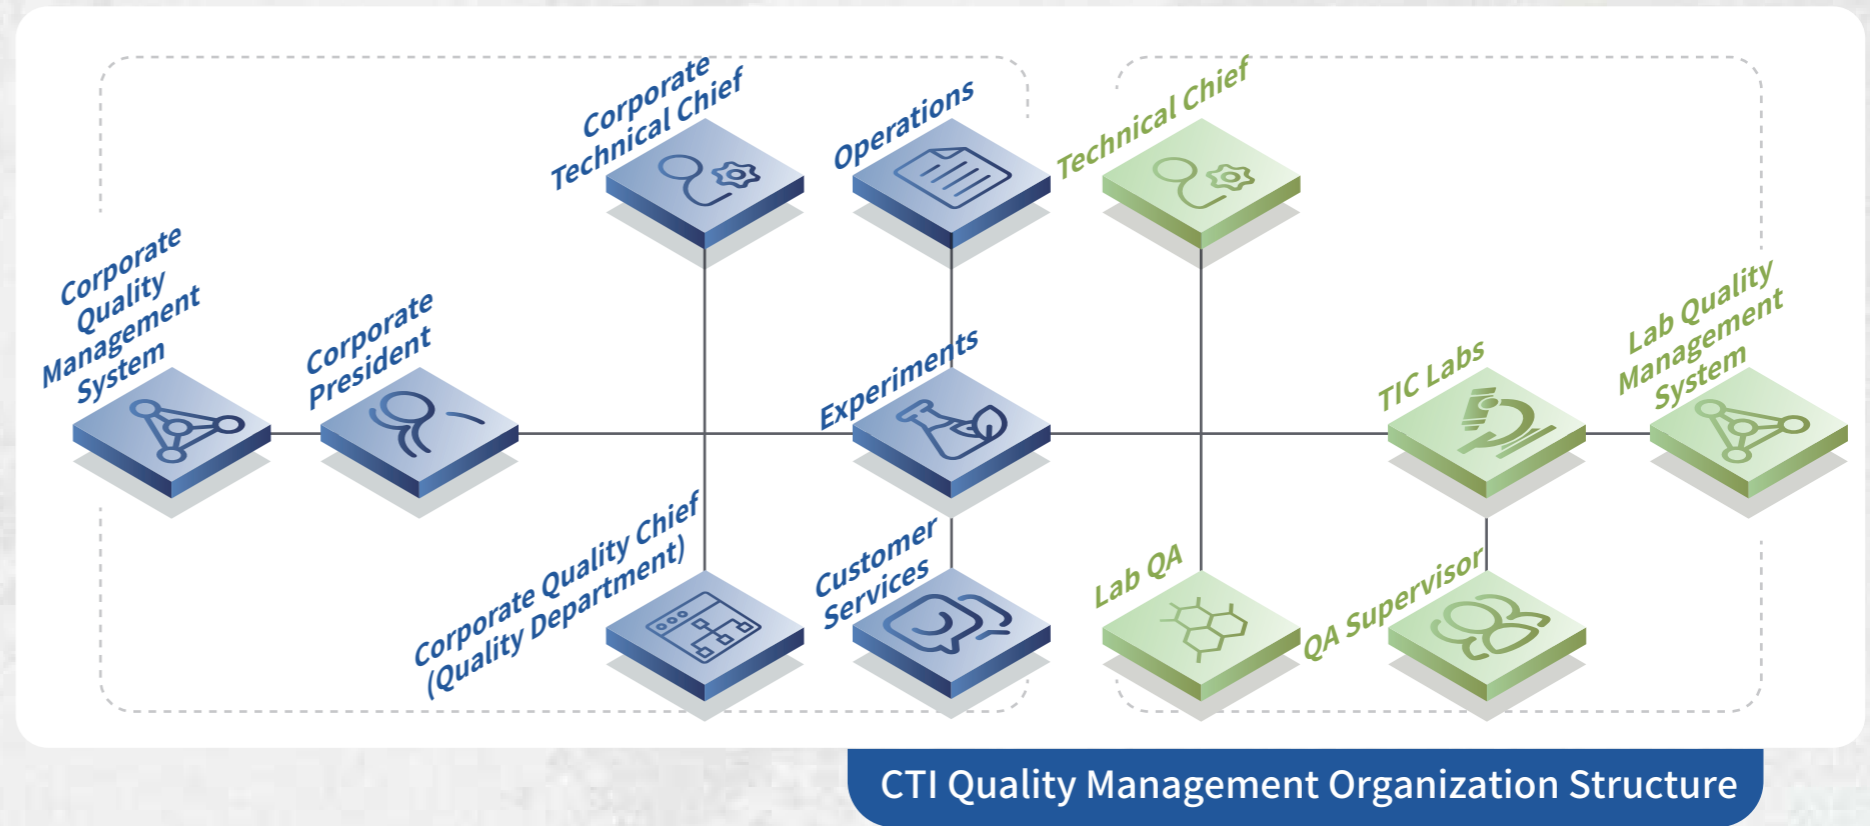 Corporate
Technical Chief
Operations
Technical Chief
Corporate
Quality
Management
System
Corporate
President
Experiments
TIC Labs
Lab Quality
Management
System
Corporate Quality Chief
(Quality Department)
Customer
Services
Lab QA
QA Supervisor
CTI Quality Management Organization Structure